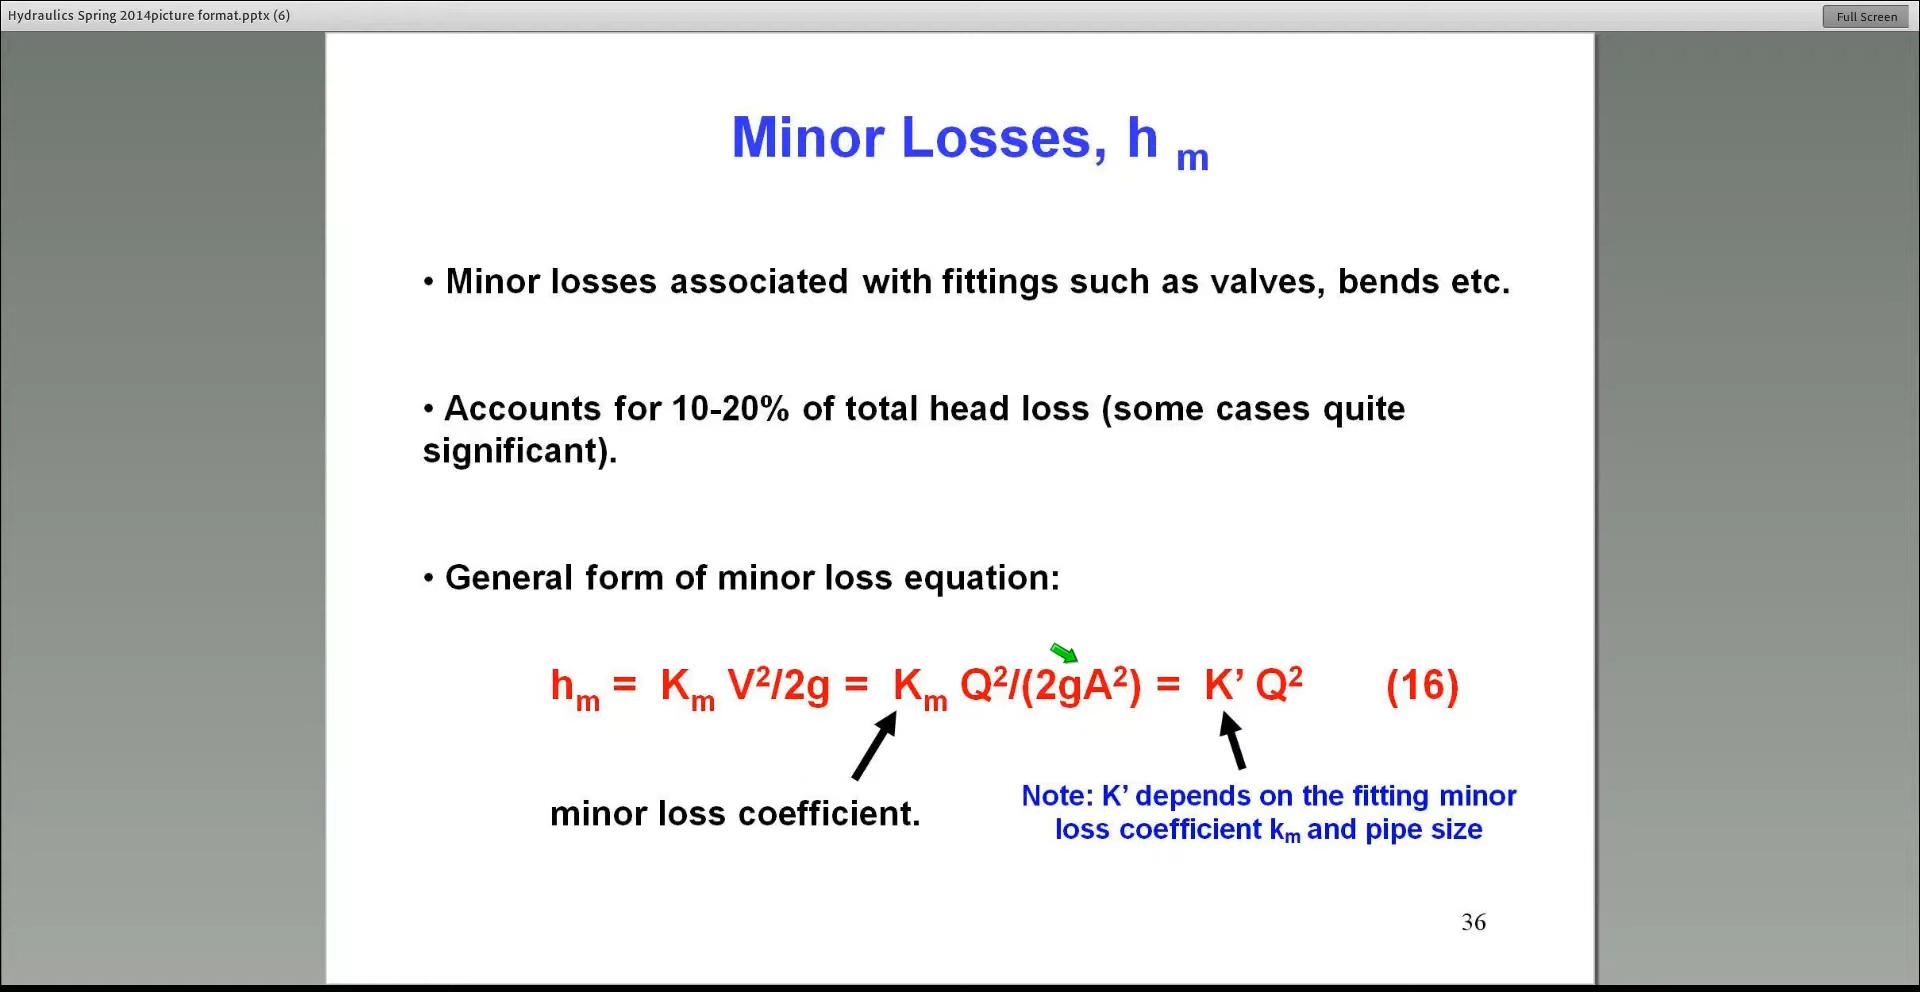 Hydraulics Spring 2014picture format.pptx (6)
Full Screen
Minor Losses, h m
• Minor losses associated with fittings such as valves, bends etc.
• Accounts for 10-20% of total head loss (some cases quite
significant).
• General form of minor loss equation:
hₘ = Kₘ V²/2g = Kₘ Q²/(2gA²) = K’ Q² (16)
minor loss coefficient.
Note: K’ depends on the fitting minor
loss coefficient kₘ and pipe size
36